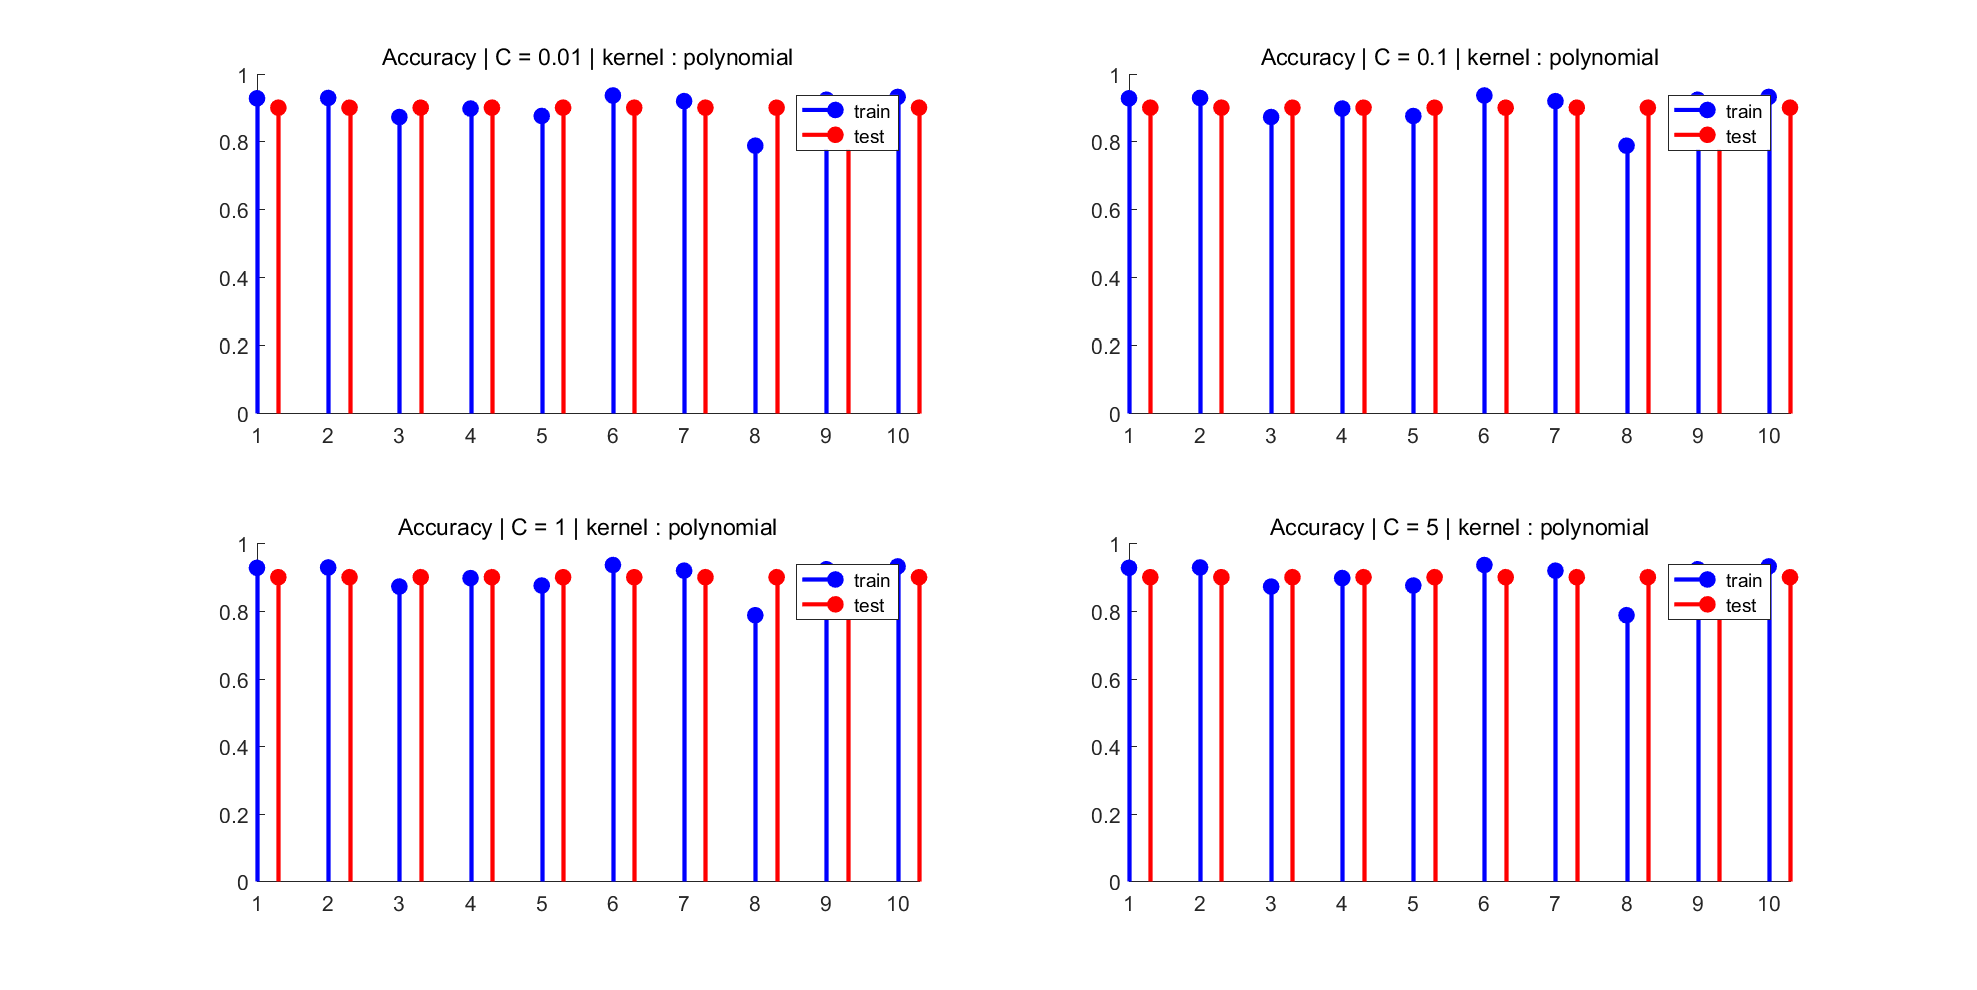 Accuracy | C = 0.01 | kernel : polynomial
1
0.8
0.6
0.4
0.2
0
1 2 3 4 5 6 7 8 9 10
train
test
Accuracy | C = 0.1 | kernel : polynomial
1
0.8
0.6
0.4
0.2
0
1 2 3 4 5 6 7 8 9 10
train
test
Accuracy | C = 1 | kernel : polynomial
1
0.8
0.6
0.4
0.2
0
1 2 3 4 5 6 7 8 9 10
train
test
Accuracy | C = 5 | kernel : polynomial
1
0.8
0.6
0.4
0.2
0
1 2 3 4 5 6 7 8 9 10
train
test